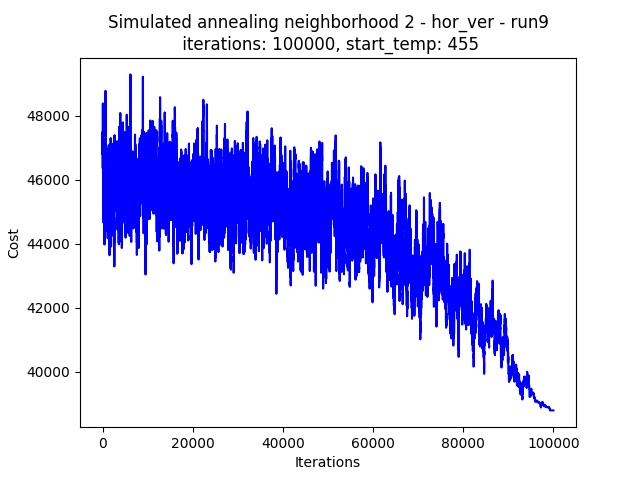 Simulated annealing neighborhood 2 - hor_ver - run9
iterations: 100000, start_temp: 455
48000
46000
44000
42000
40000
Cost
0
20000
40000
60000
80000
100000
Iterations